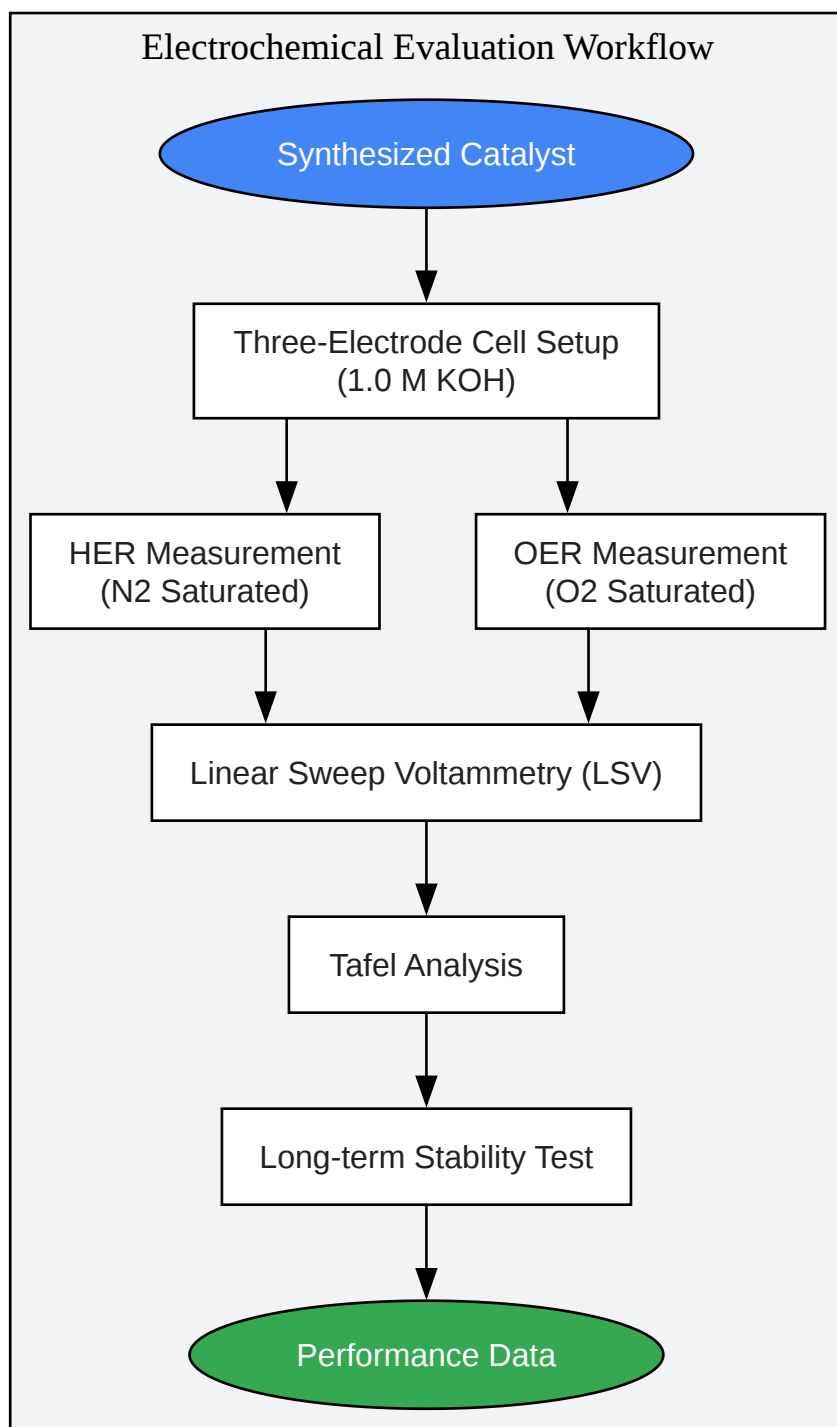 Electrochemical Evaluation Workflow
Synthesized Catalyst
Three-Electrode Cell Setup
(1.0 M KOH)
HER Measurement
(N2 Saturated)
OER Measurement
(O2 Saturated)
Linear Sweep Voltammetry (LSV)
Tafel Analysis
Long-term Stability Test
Performance Data